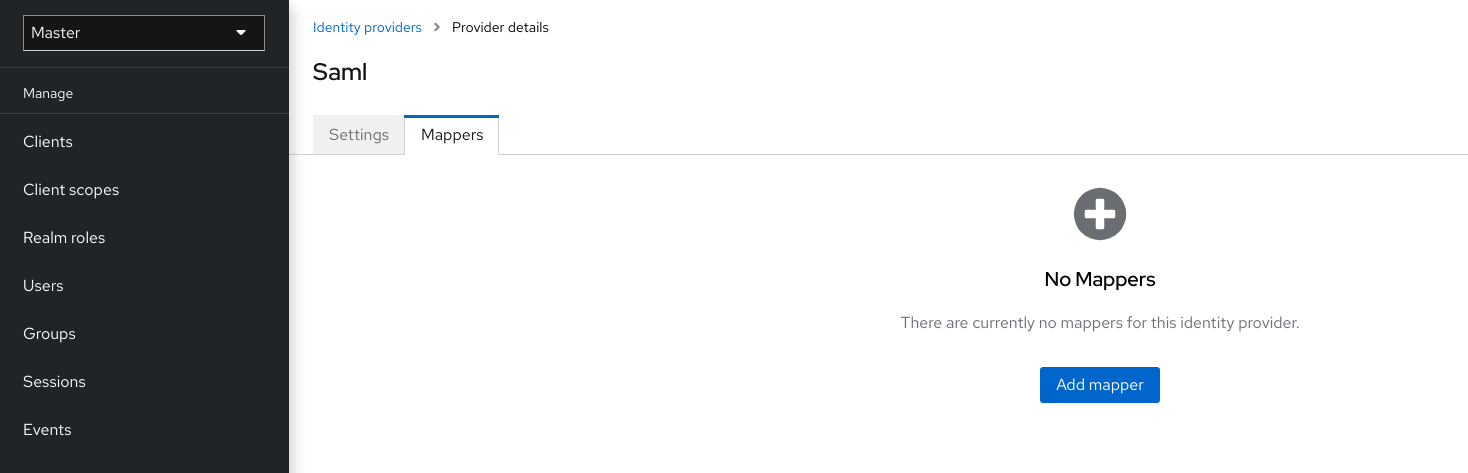 Master
Manage
Clients
Client scopes
Realm roles
Users
Groups
Sessions
Events
Identity providers > Provider details
Saml
Settings
Mappers
No Mappers
There are currently no mappers for this identity provider.
Add mapper